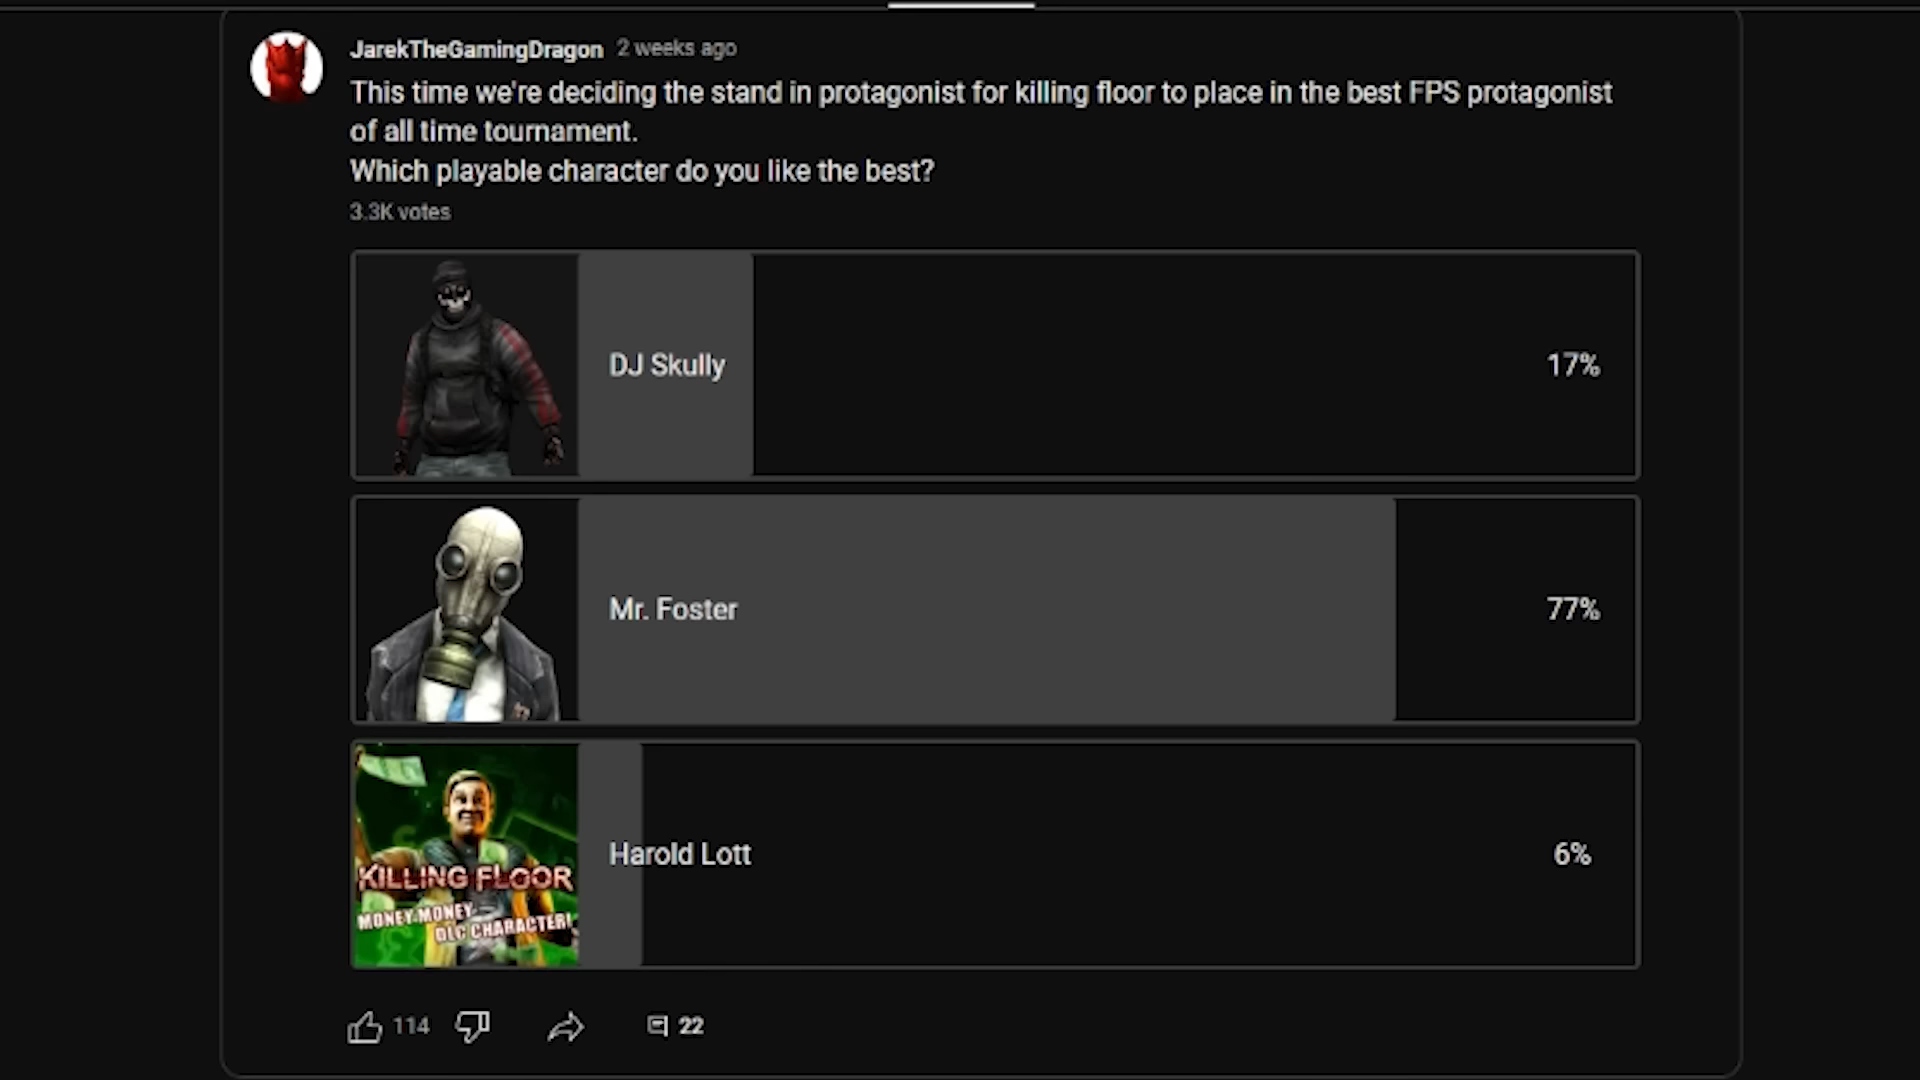 JarekTheGamingDragon 2 weeks ago
This time we're deciding the stand in protagonist for killing floor to place in the best FPS protagonist
of all time tournament.
Which playable character do you like the best?
3.3K votes
DJ Skully 17%
Mr. Foster 77%
KILLING FLOOR
MONEY MONEY
DLC CHARACTER!
Harold Lott 6%
114 22